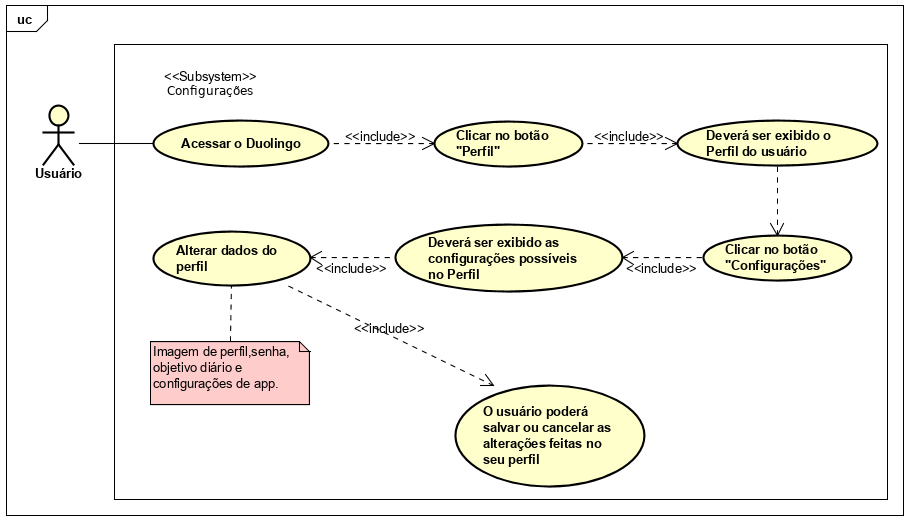 uc
<<Subsystem>>
Configurações
Usuário
Acessar o Duolingo
<<include>>
Clicar no botão
"Perfil"
<<include>>
Deverá ser exibido o
Perfil do usuário
Clicar no botão
"Configurações"
<<include>>
Deverá ser exibido as
configurações possíveis
no Perfil
<<include>>
Alterar dados do
perfil
Imagem de perfil,senha,
objetivo diário e
configurações de app.
<<include>>
O usuário poderá
salvar ou cancelar as
alterações feitas no
seu perfil